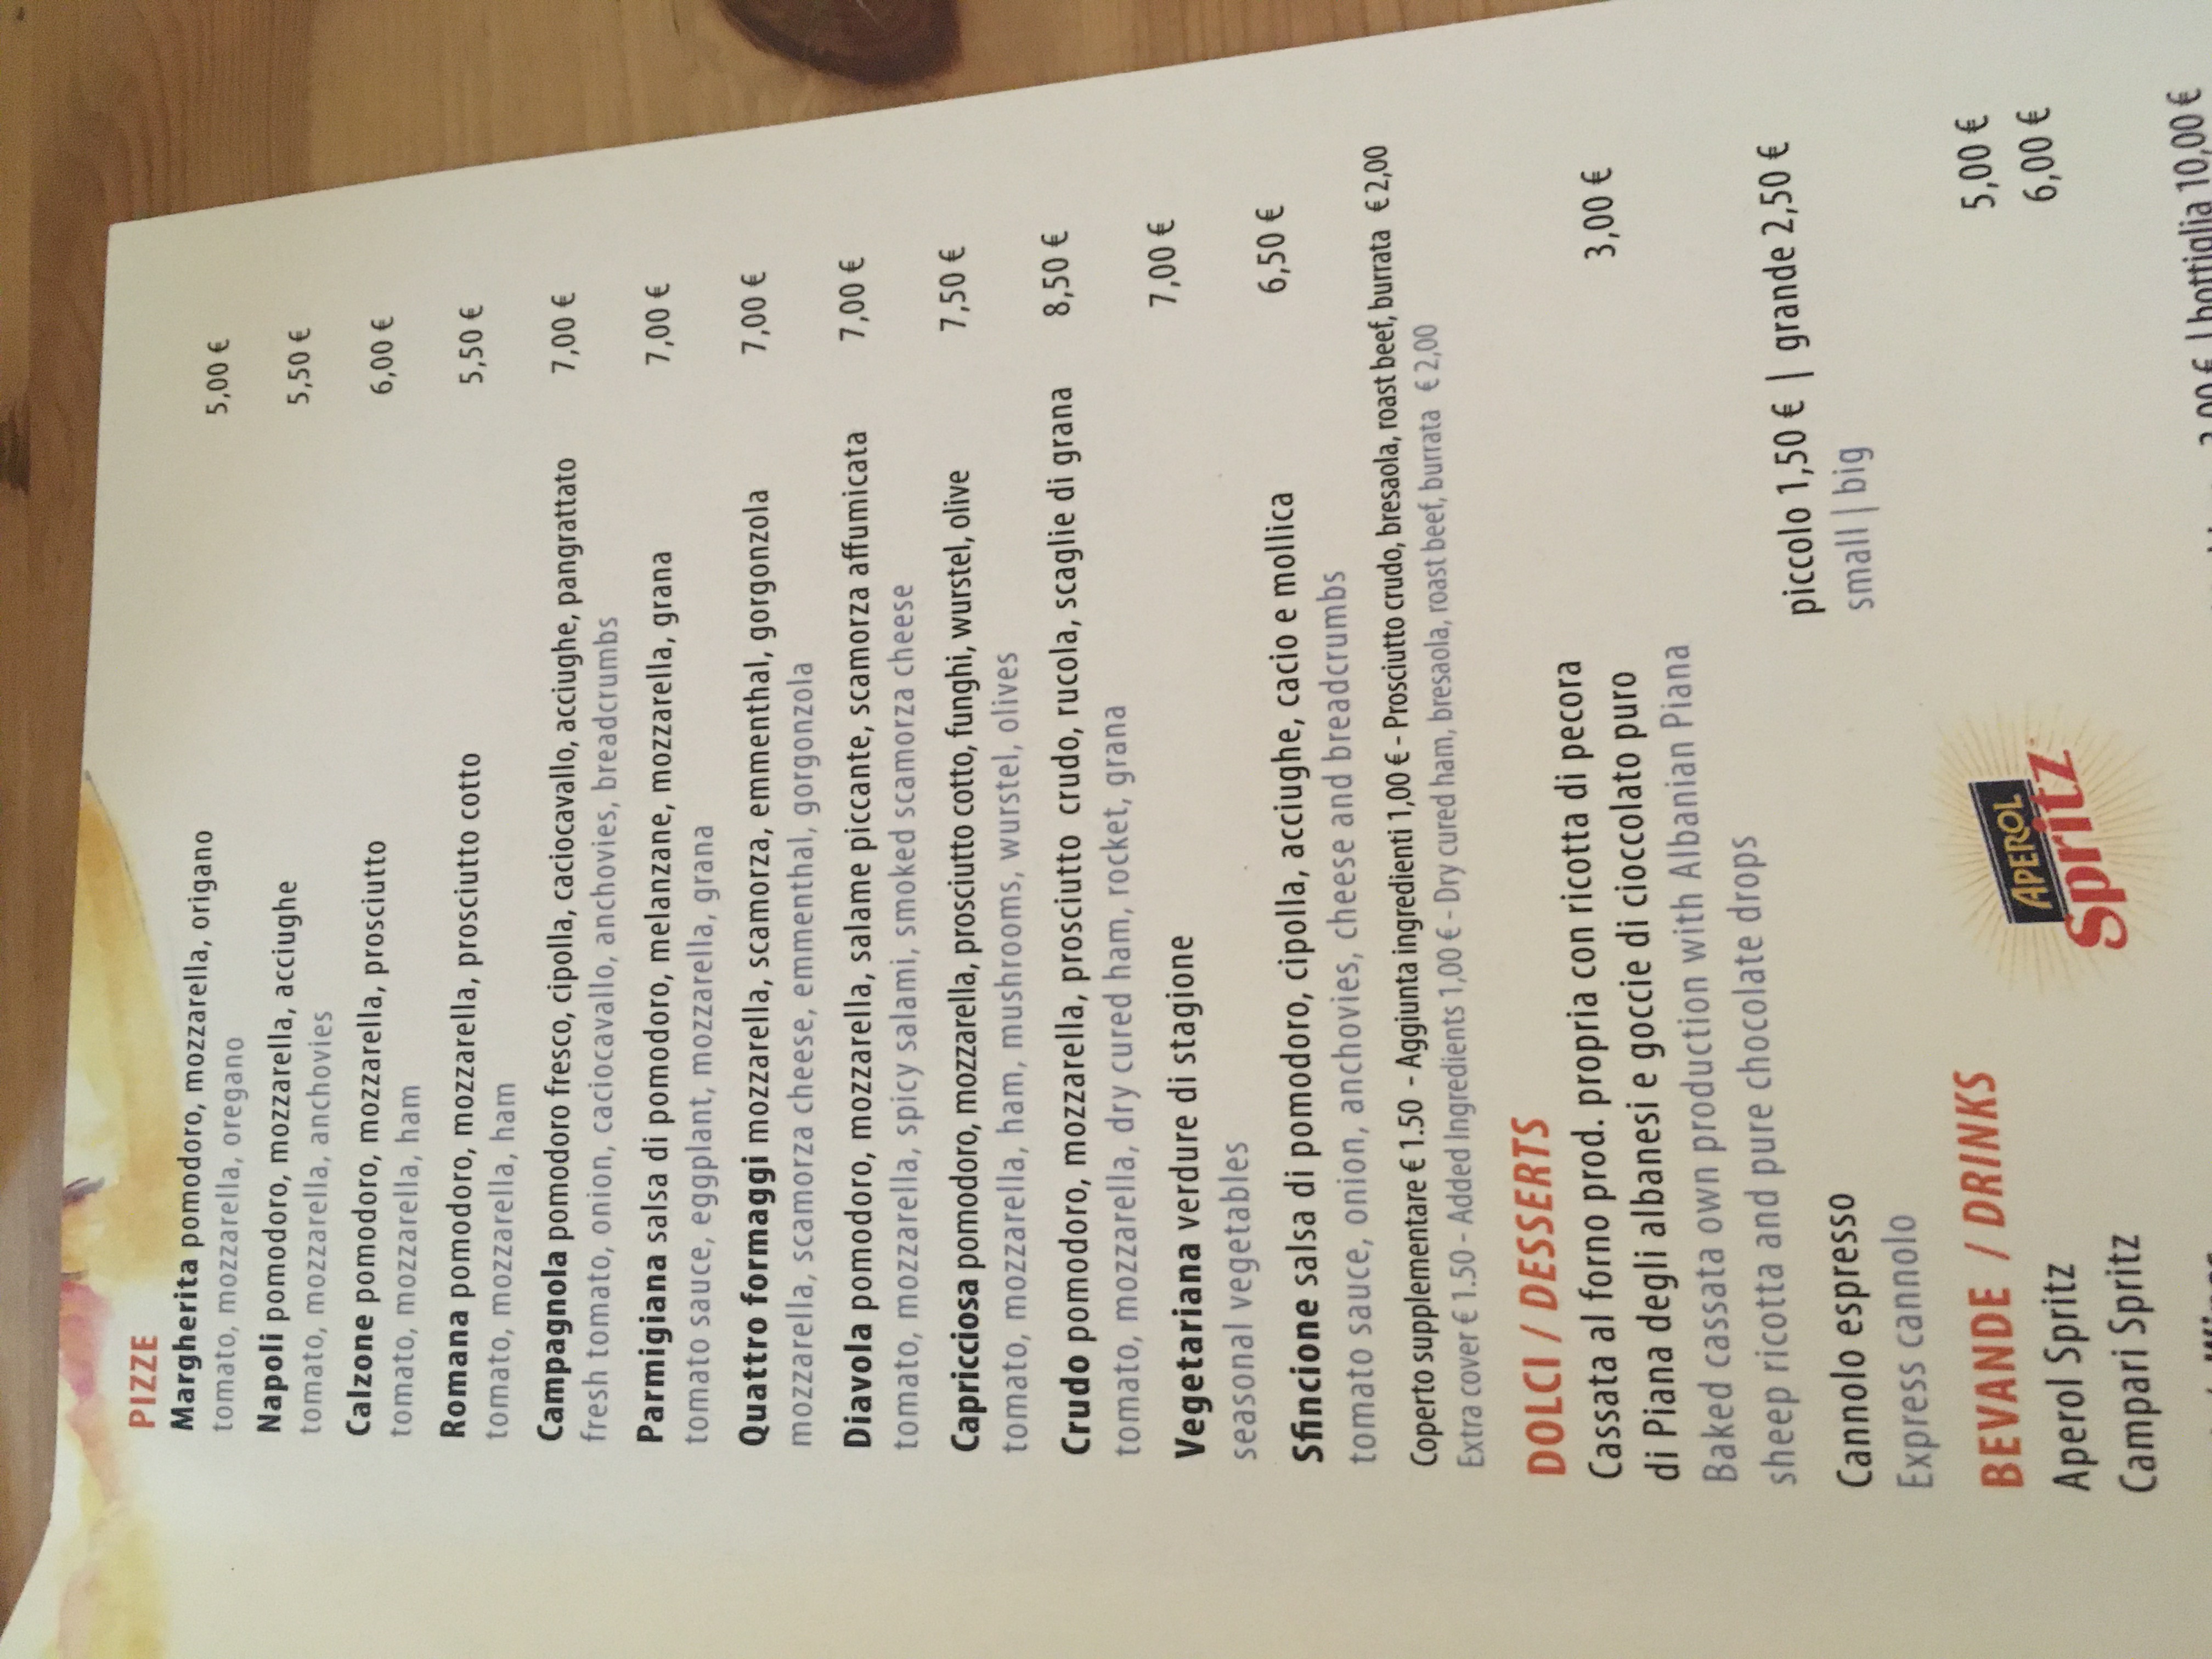 PIZZE
Margherita pomodoro, mozzarella, origano 5,00 €
tomato, mozzarella, oregano
Napoli pomodoro, mozzarella, acciughe 5,50 €
tomato, mozzarella, anchovies
Calzone pomodoro, mozzarella, prosciutto 6,00 €
tomato, mozzarella, ham
Romana pomodoro, mozzarella, prosciutto cotto 5,50 €
tomato, mozzarella, ham
Campagnola pomodoro fresco, cipolla, caciocavallo, acciughe, pangrattato 7,00 €
fresh tomato, onion, caciocavallo, anchovies, breadcrumbs
Parmigiana salsa di pomodoro, melanzane, mozzarella, grana 7,00 €
tomato sauce, eggplant, mozzarella, grana
Quattro formaggi mozzarella, scamorza, emmenthal, gorgonzola 7,00 €
mozzarella, scamorza cheese, emmenthal, gorgonzola
Diavola pomodoro, mozzarella, salame piccante, scamorza affumicata 7,00 €
tomato, mozzarella, spicy salami, smoked scamorza cheese
Capricciosa pomodoro, mozzarella, prosciutto cotto, funghi, wurstel, olive 7,50 €
tomato, mozzarella, ham, mushrooms, wurstel, olives
Crudo pomodoro, mozzarella, prosciutto crudo, rucola, scaglie di grana 8,50 €
tomato, mozzarella, dry cured ham, rocket, grana
Vegetariana verdure di stagione 7,00 €
seasonal vegetables
Sfincione salsa di pomodoro, cipolla, acciughe, cacio e mollica 6,50 €
tomato sauce, onion, anchovies, cheese and breadcrumbs
Coperto supplementare € 1.50 - Aggiunta ingredienti 1,00 € - Prosciutto crudo, bresaola, roast beef, burrata € 2,00
Extra cover € 1.50 - Added Ingredients 1,00 € - Dry cured ham, bresaola, roast beef, burrata € 2,00
DOLCI / DESSERTS
Cassata al forno prod. propria con ricotta di pecora 3,00 €
di Piana degli albanesi e goccie di cioccolato puro
Baked cassata own production with Albanian Piana
sheep ricotta and pure chocolate drops
Cannolo espresso piccolo 1,50 € | grande 2,50 €
Express cannolo small | big
BEVANDE / DRINKS
Aperol Spritz 5,00 €
Campari Spritz 6,00 €
APEROL
Spritz
Wines € | bottiglia 10,00 €